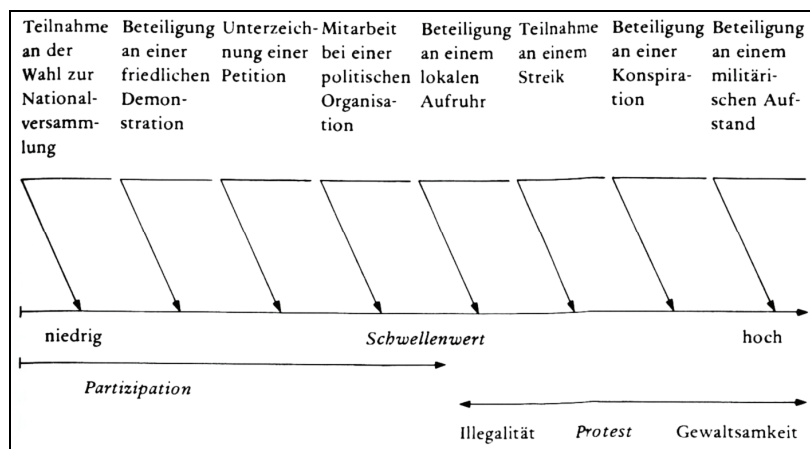 Teilnahme
an der
Wahl zur
National-
versamm-
lung
Beteiligung
an einer
friedlichen
Demon-
stration
Unterzeich-
nung einer
Petition
Mitarbeit
bei einer
politischen
Organisa-
tion
Beteiligung
an einem
lokalen
Aufruhr
Teilnahme
an einem
Streik
Beteiligung
an einer
Konspira-
tion
Beteiligung
an einem
militäri-
schen Auf-
stand
niedrig
Schwellenwert
hoch
Partizipation
Illegalität
Protest
Gewaltsamkeit